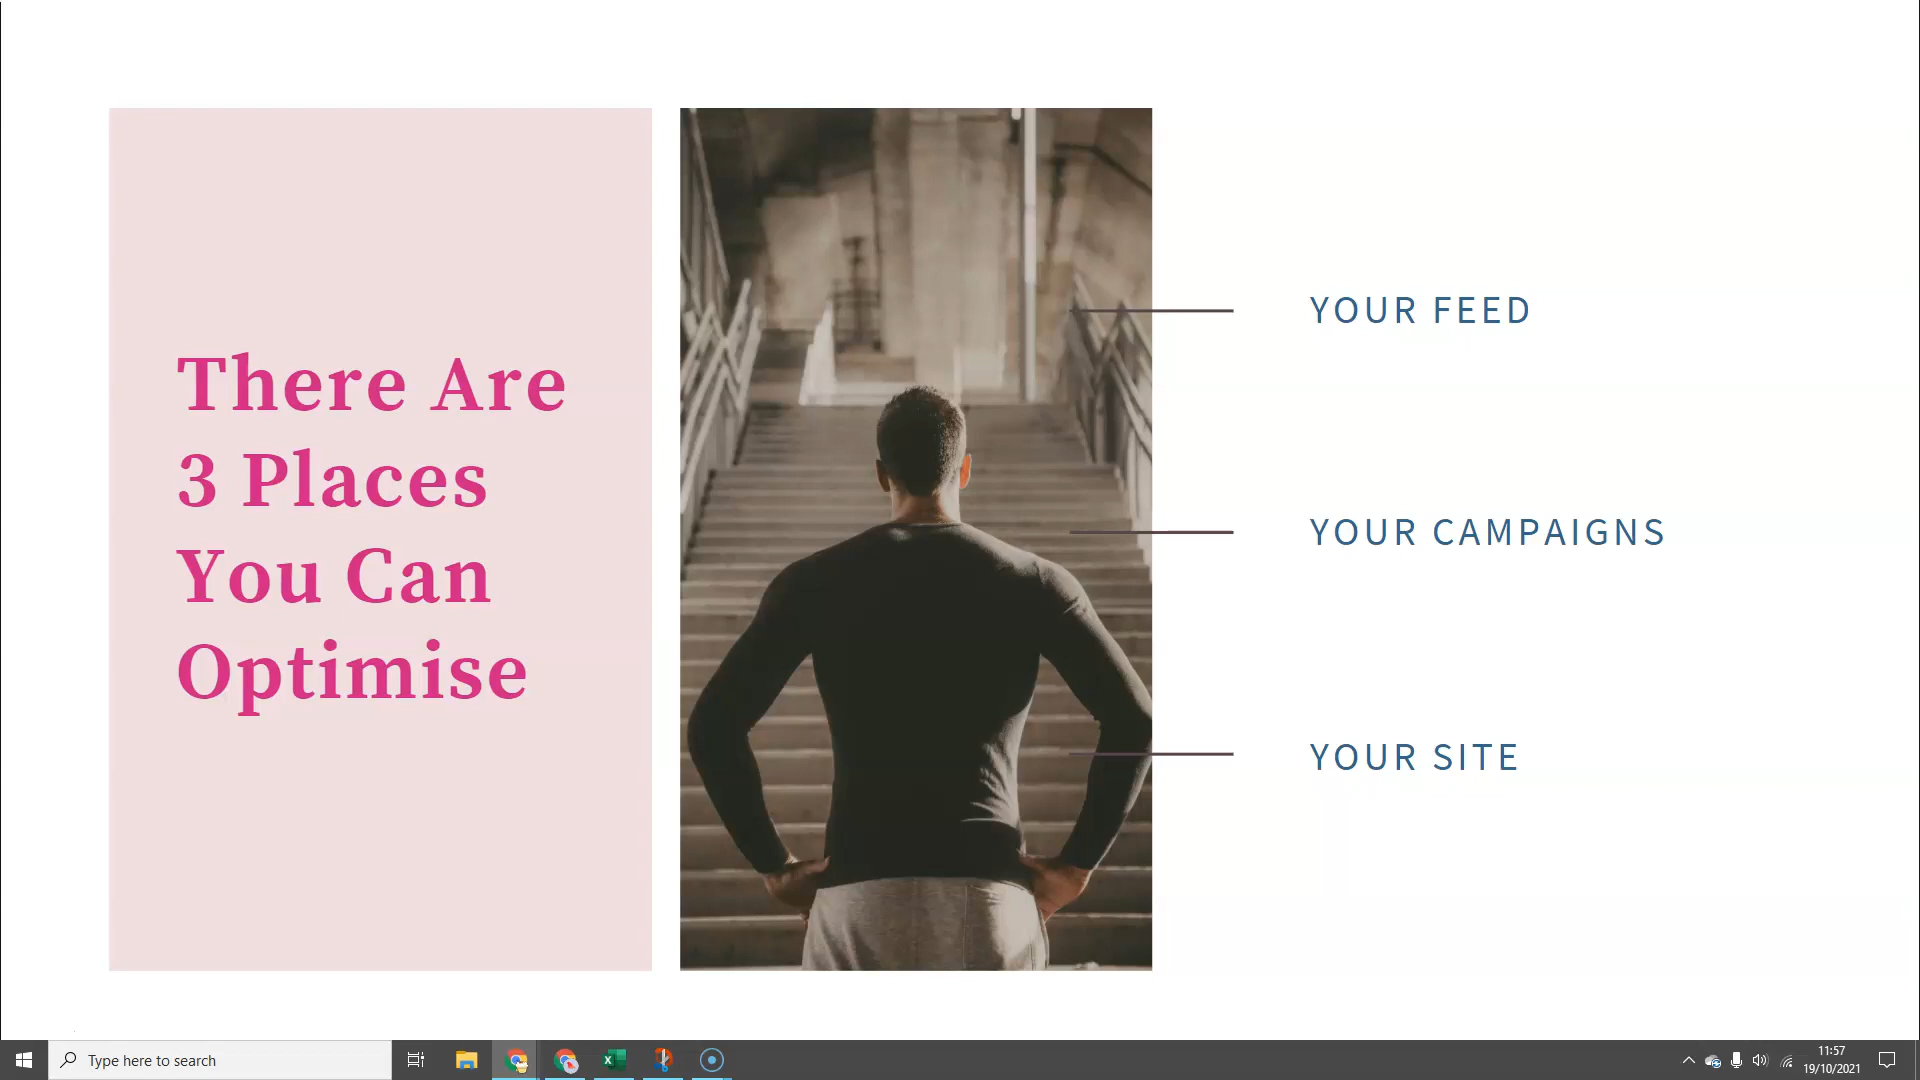 There Are
3 Places
You Can
Optimise
YOUR FEED
YOUR CAMPAIGNS
YOUR SITE
Type here to search
11:57
19/10/2021